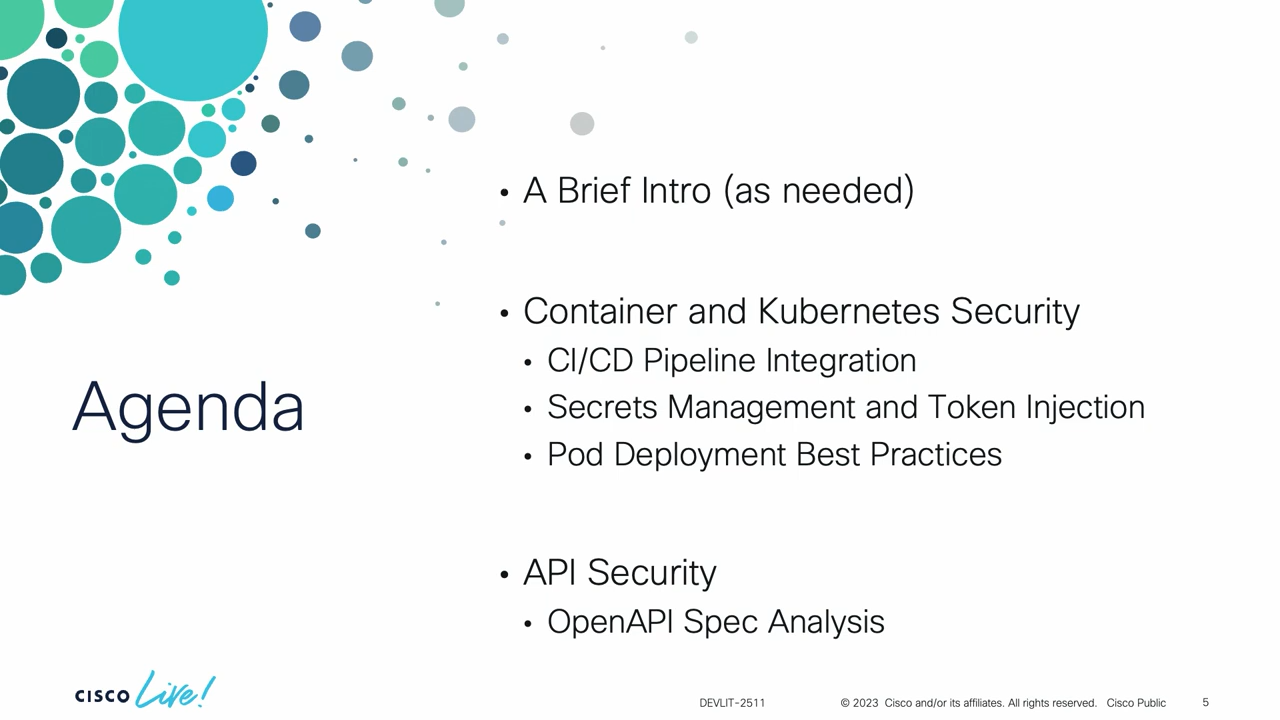 Agenda
• A Brief Intro (as needed)
• Container and Kubernetes Security
• CI/CD Pipeline Integration
• Secrets Management and Token Injection
• Pod Deployment Best Practices
• API Security
• OpenAPI Spec Analysis
CISCO Live!
DEVLIT-2511 © 2023 Cisco and/or its affiliates. All rights reserved. Cisco Public 5